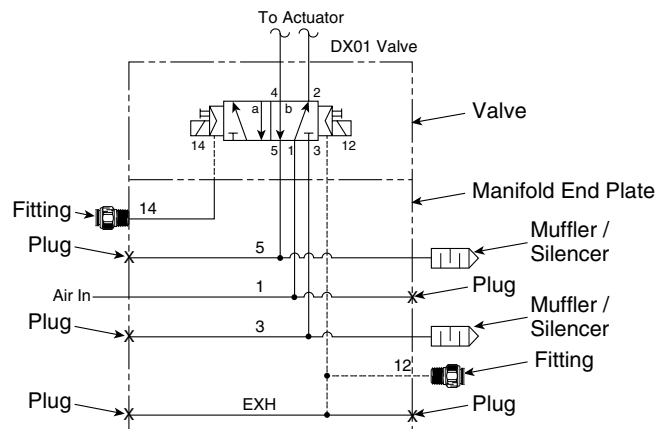 To Actuator
DX01 Valve
4 2
a b
Valve
14 5 1 3 12
Manifold End Plate
Fitting
14
Plug
5
Muffler /
Silencer
Air In
1
Plug
Plug
3
Muffler /
Silencer
12
Fitting
Plug
EXH
Plug